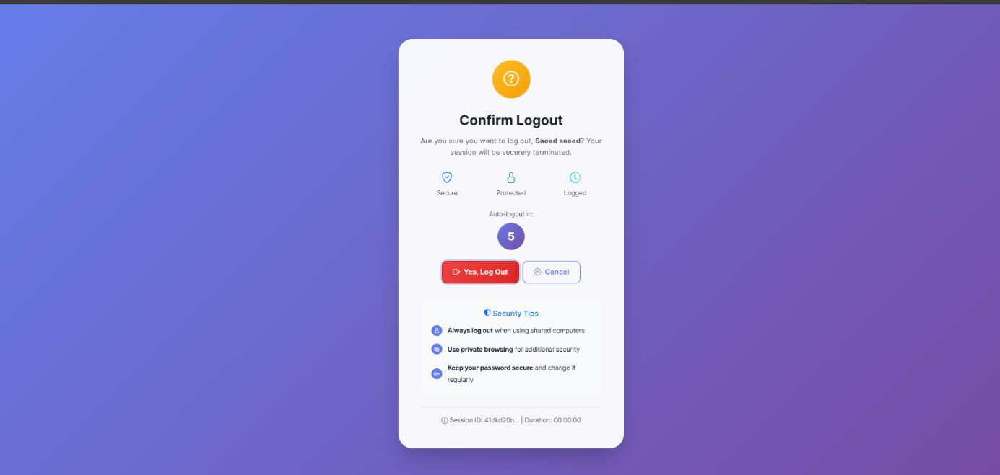 Confirm Logout
Are you sure you want to log out, Saeed saeed? Your
session will be securely terminated.
Secure Protected Logged
Auto-logout in:
5
Yes, Log Out Cancel
Security Tips
Always log out when using shared computers
Use private browsing for additional security
Keep your password secure and change it
regularly
Session ID: 41dkd20n... | Duration: 00:00:00